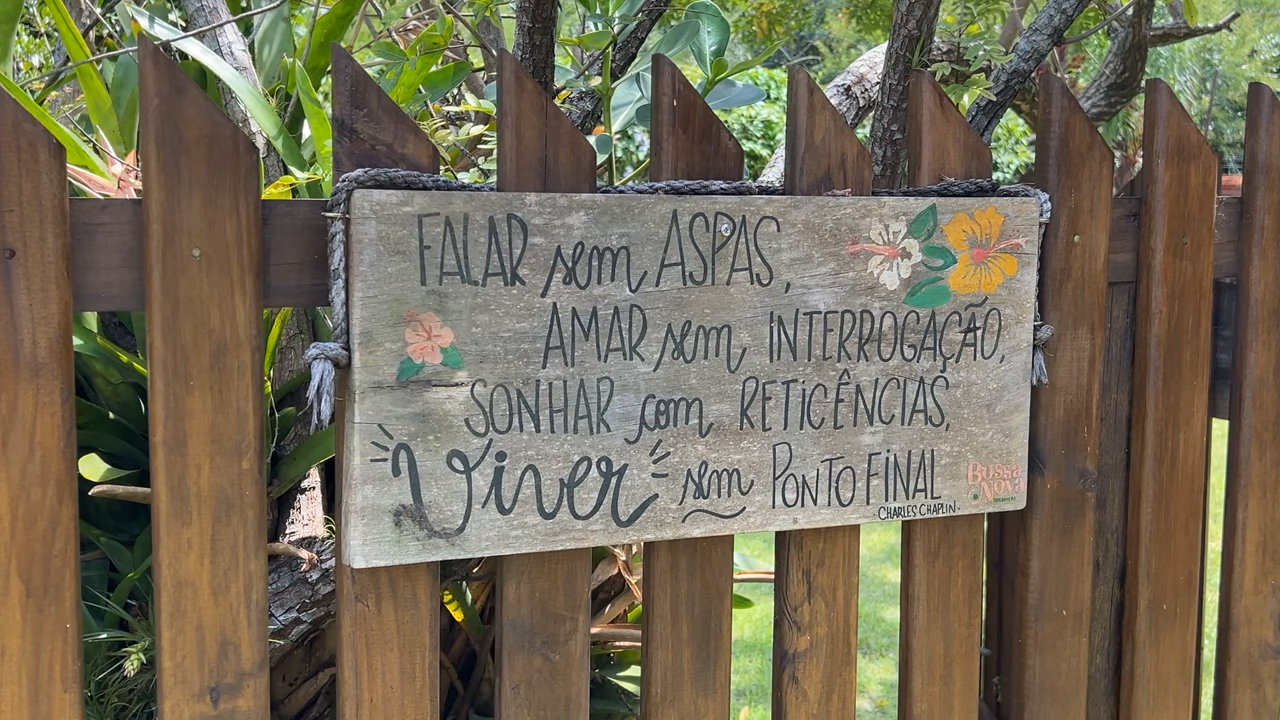 FALAR sem ASPAS,
AMAR sem INTERROGAÇÃO,
SONHAR com RETICÊNCIAS,
Viver sem PONTO FINAL
CHARLES CHAPLIN.
Bossa
Nova